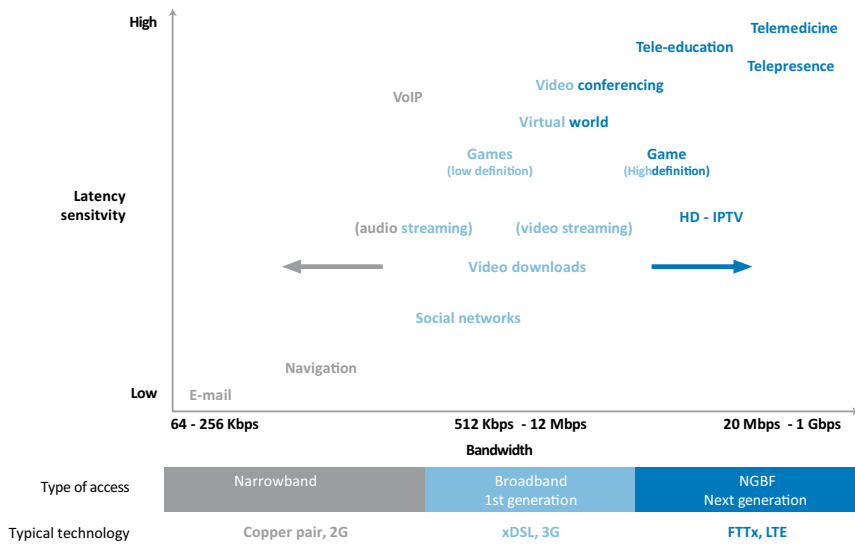 High
Telemedicine
Tele-education
Telepresence
Video conferencing
VoIP
Virtual world
Games
(low definition)
Game
(Highdefinition)
Latency
sensitvity
HD - IPTV
(audio streaming)
(video streaming)
Video downloads
Social networks
Navigation
Low
E-mail
64 - 256 Kbps
512 Kbps - 12 Mbps
20 Mbps - 1 Gbps
Bandwidth
Type of access
Narrowband
Broadband
1st generation
NGBF
Next generation
Typical technology
Copper pair, 2G
xDSL, 3G
FTTx, LTE